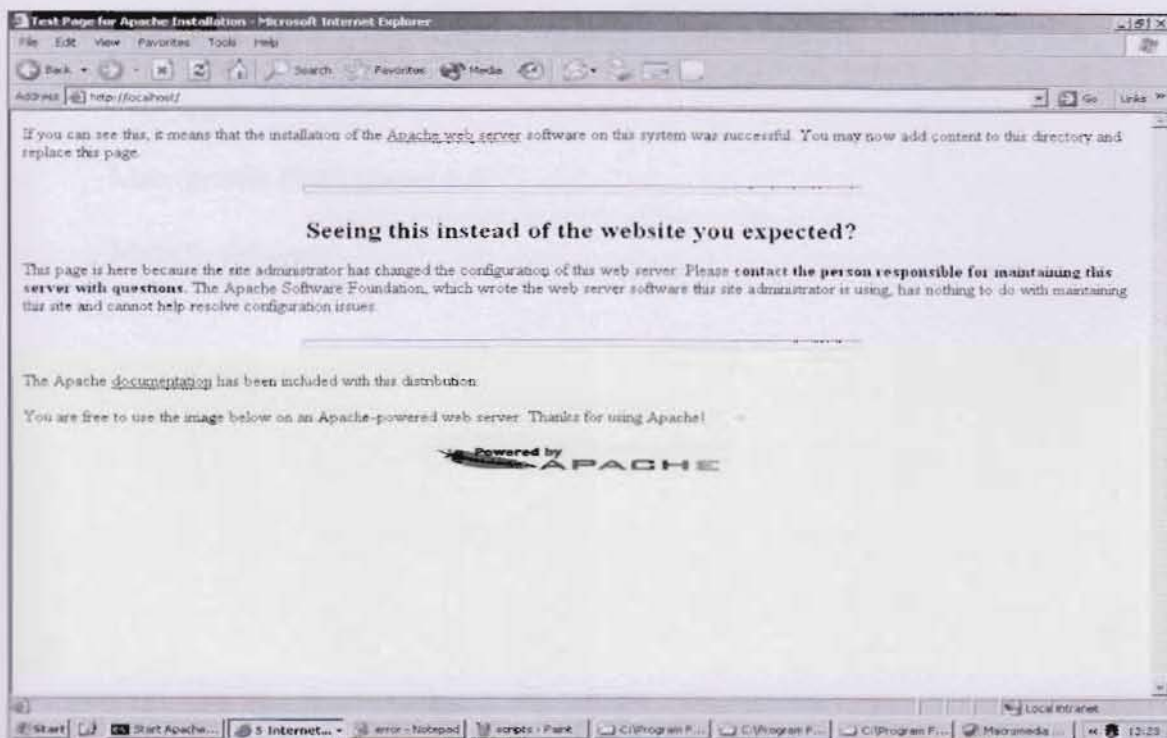 Test Page for Apache Installation - Microsoft Internet Explorer
File Edit View Favorites Tools Help
Back Search Favorites Media
Address http://localhost/ Go Links
If you can see this, it means that the installation of the Apache web server software on this system was successful. You may now add content to this directory and
replace this page.
Seeing this instead of the website you expected?
This page is here because the site administrator has changed the configuration of this web server. Please contact the person responsible for maintaining this
server with questions. The Apache Software Foundation, which wrote the web server software this site administrator is using, has nothing to do with maintaining
this site and cannot help resolve configuration issues.
The Apache documentation has been included with this distribution.
You are free to use the image below on an Apache-powered web server. Thanks for using Apache!
Powered by
APACHE
Local intranet
Start Start Apache... 5 Internet... error - Notepad scripts - Paint C:\Program F... C:\Program F... C:\Program F... Macromedia ... 13:23